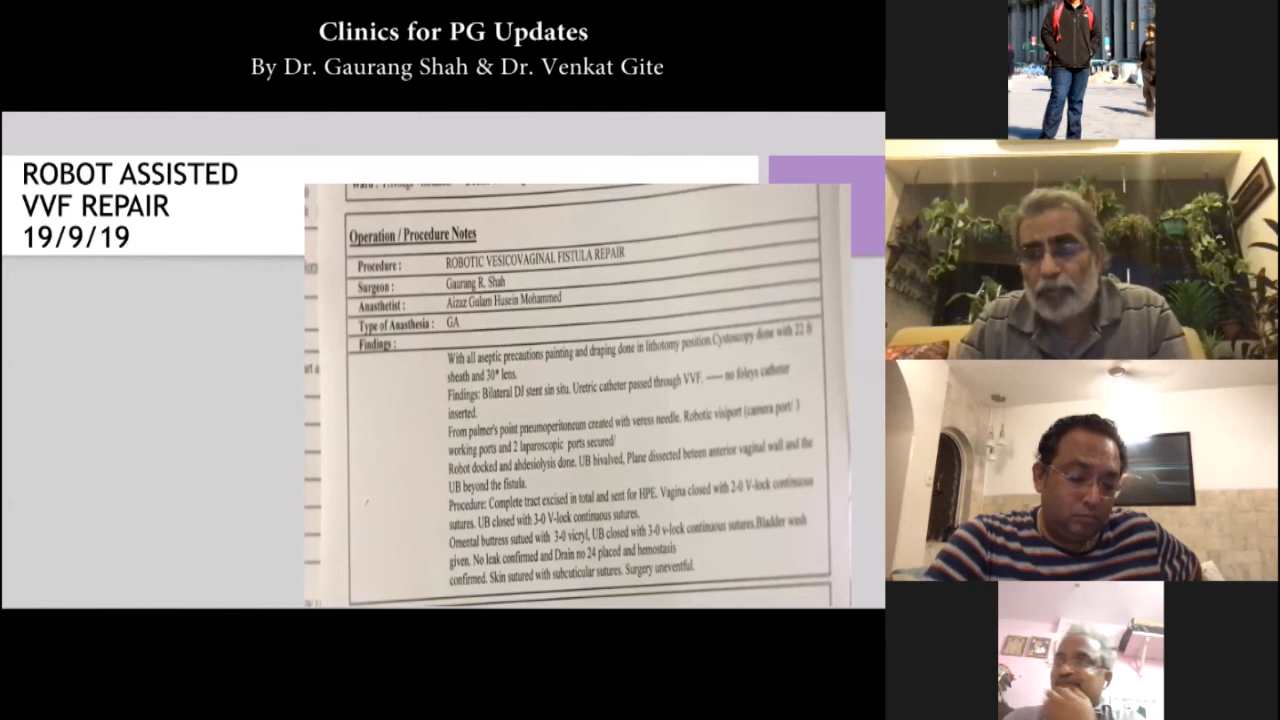 Clinics for PG Updates
By Dr. Gaurang Shah & Dr. Venkat Gite
ROBOT ASSISTED
VVF REPAIR
19/9/19
Operation / Procedure Notes
Procedure : ROBOTIC VESICOVAGINAL FISTULA REPAIR
Surgeon : Gaurang R. Shah
Anasthetist : Aizaz Gulam Husein Mohammed
Type of Anasthesia : GA
Findings :
With all aseptic precautions painting and draping done in lithotomy position.Cystoscopy done with 22 fr
sheath and 30* lens.
Findings: Bilateral DJ stent sin situ. Uretric catheter passed through VVF. ---- no foleys catheter
inserted.
From palmer's point pneumoperitoneum created with veress needle. Robotic visiport (camera port/ 3
working ports and 2 laparoscopic ports secured/
Robot docked and ahdesiolysis done. UB bivalved, Plane dissected beteen anterior vaginal wall and the
UB beyond the fistula.
Procedure: Complete tract excised in total and sent for HPE. Vagina closed with 2-0 V-lock continuous
sutures. UB closed with 3-0 V-lock continuous sutures.
Omental buttress sutued with 3-0 vicryl, UB closed with 3-0 v-lock continuous sutures.Bladder wash
given. No leak confirmed and Drain no 24 placed and hemostasis
confirmed. Skin sutured with subcuticular sutures. Surgery uneventful.